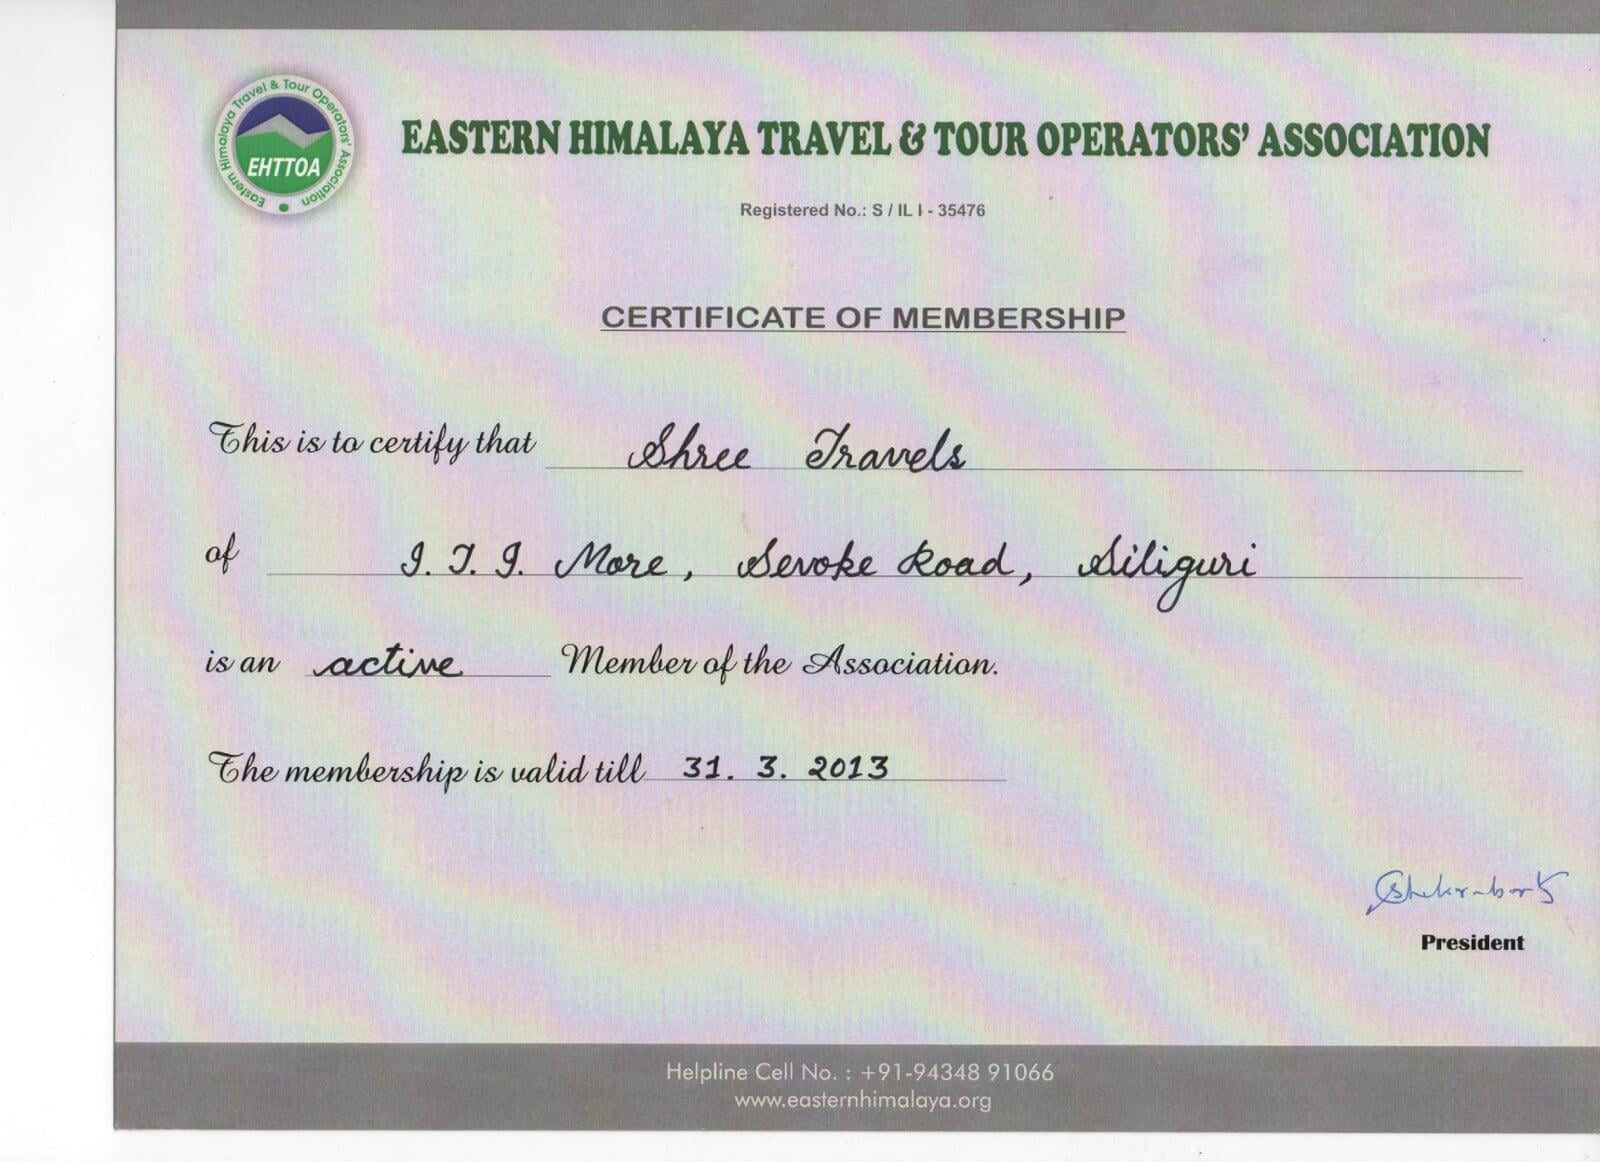 Eastern Himalaya Travel & Tour Operators' Association
EHTTOA
EASTERN HIMALAYA TRAVEL & TOUR OPERATORS' ASSOCIATION
Registered No.: S / IL I - 35476
CERTIFICATE OF MEMBERSHIP
This is to certify that Shree Travels
of I. T. I. More, Sevoke Road, Siliguri
is an active Member of the Association.
The membership is valid till 31. 3. 2013
President
Helpline Cell No. : +91-94348 91066
www.easternhimalaya.org